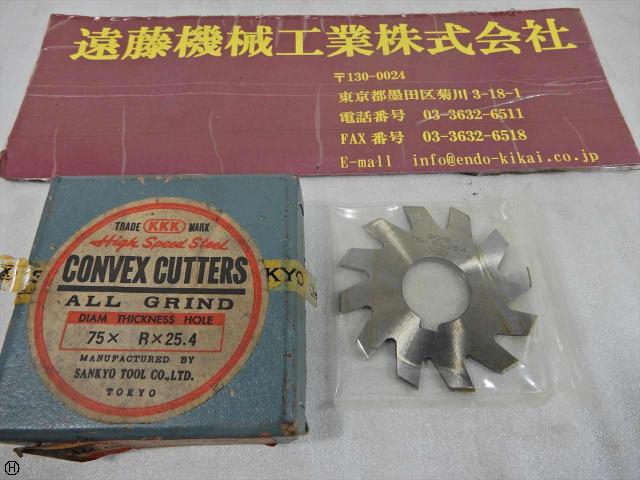 遠藤機械工業株式会社
〒130-0024
東京都墨田区菊川 3-18-1
電話番号 03-3632-6511
FAX 番号 03-3632-6518
E-mail info@endo-kikai.co.jp
TRADE KKK MARK
High Speed Steel
CONVEX CUTTERS
ALL GRIND
DIAM THICKNESS HOLE
75× R×25.4
MANUFACTURED BY
SANKYO TOOL CO., LTD.
TOKYO
KYO
H